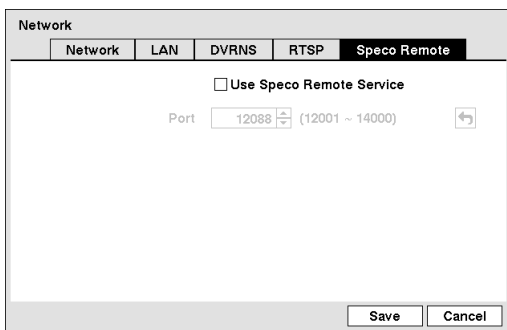 Network
Network LAN DVRNS RTSP Speco Remote
Use Speco Remote Service
Port 12088 (12001 ~ 14000)
Save Cancel